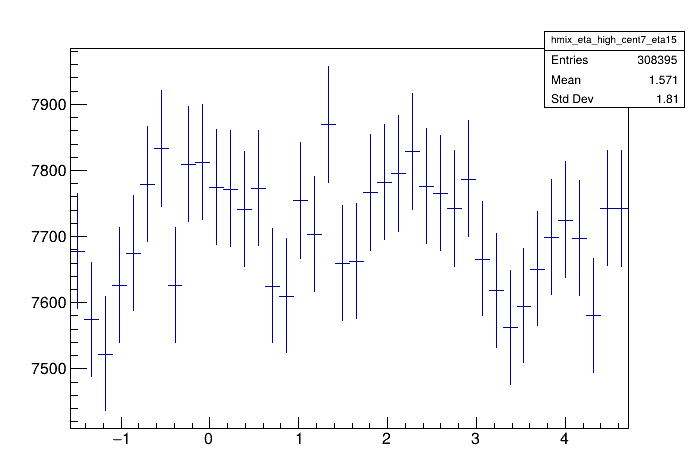 hmix_eta_high_cent7_eta15
Entries 308395
Mean 1.571
Std Dev 1.81
7900
7800
7700
7600
7500
−1 0 1 2 3 4